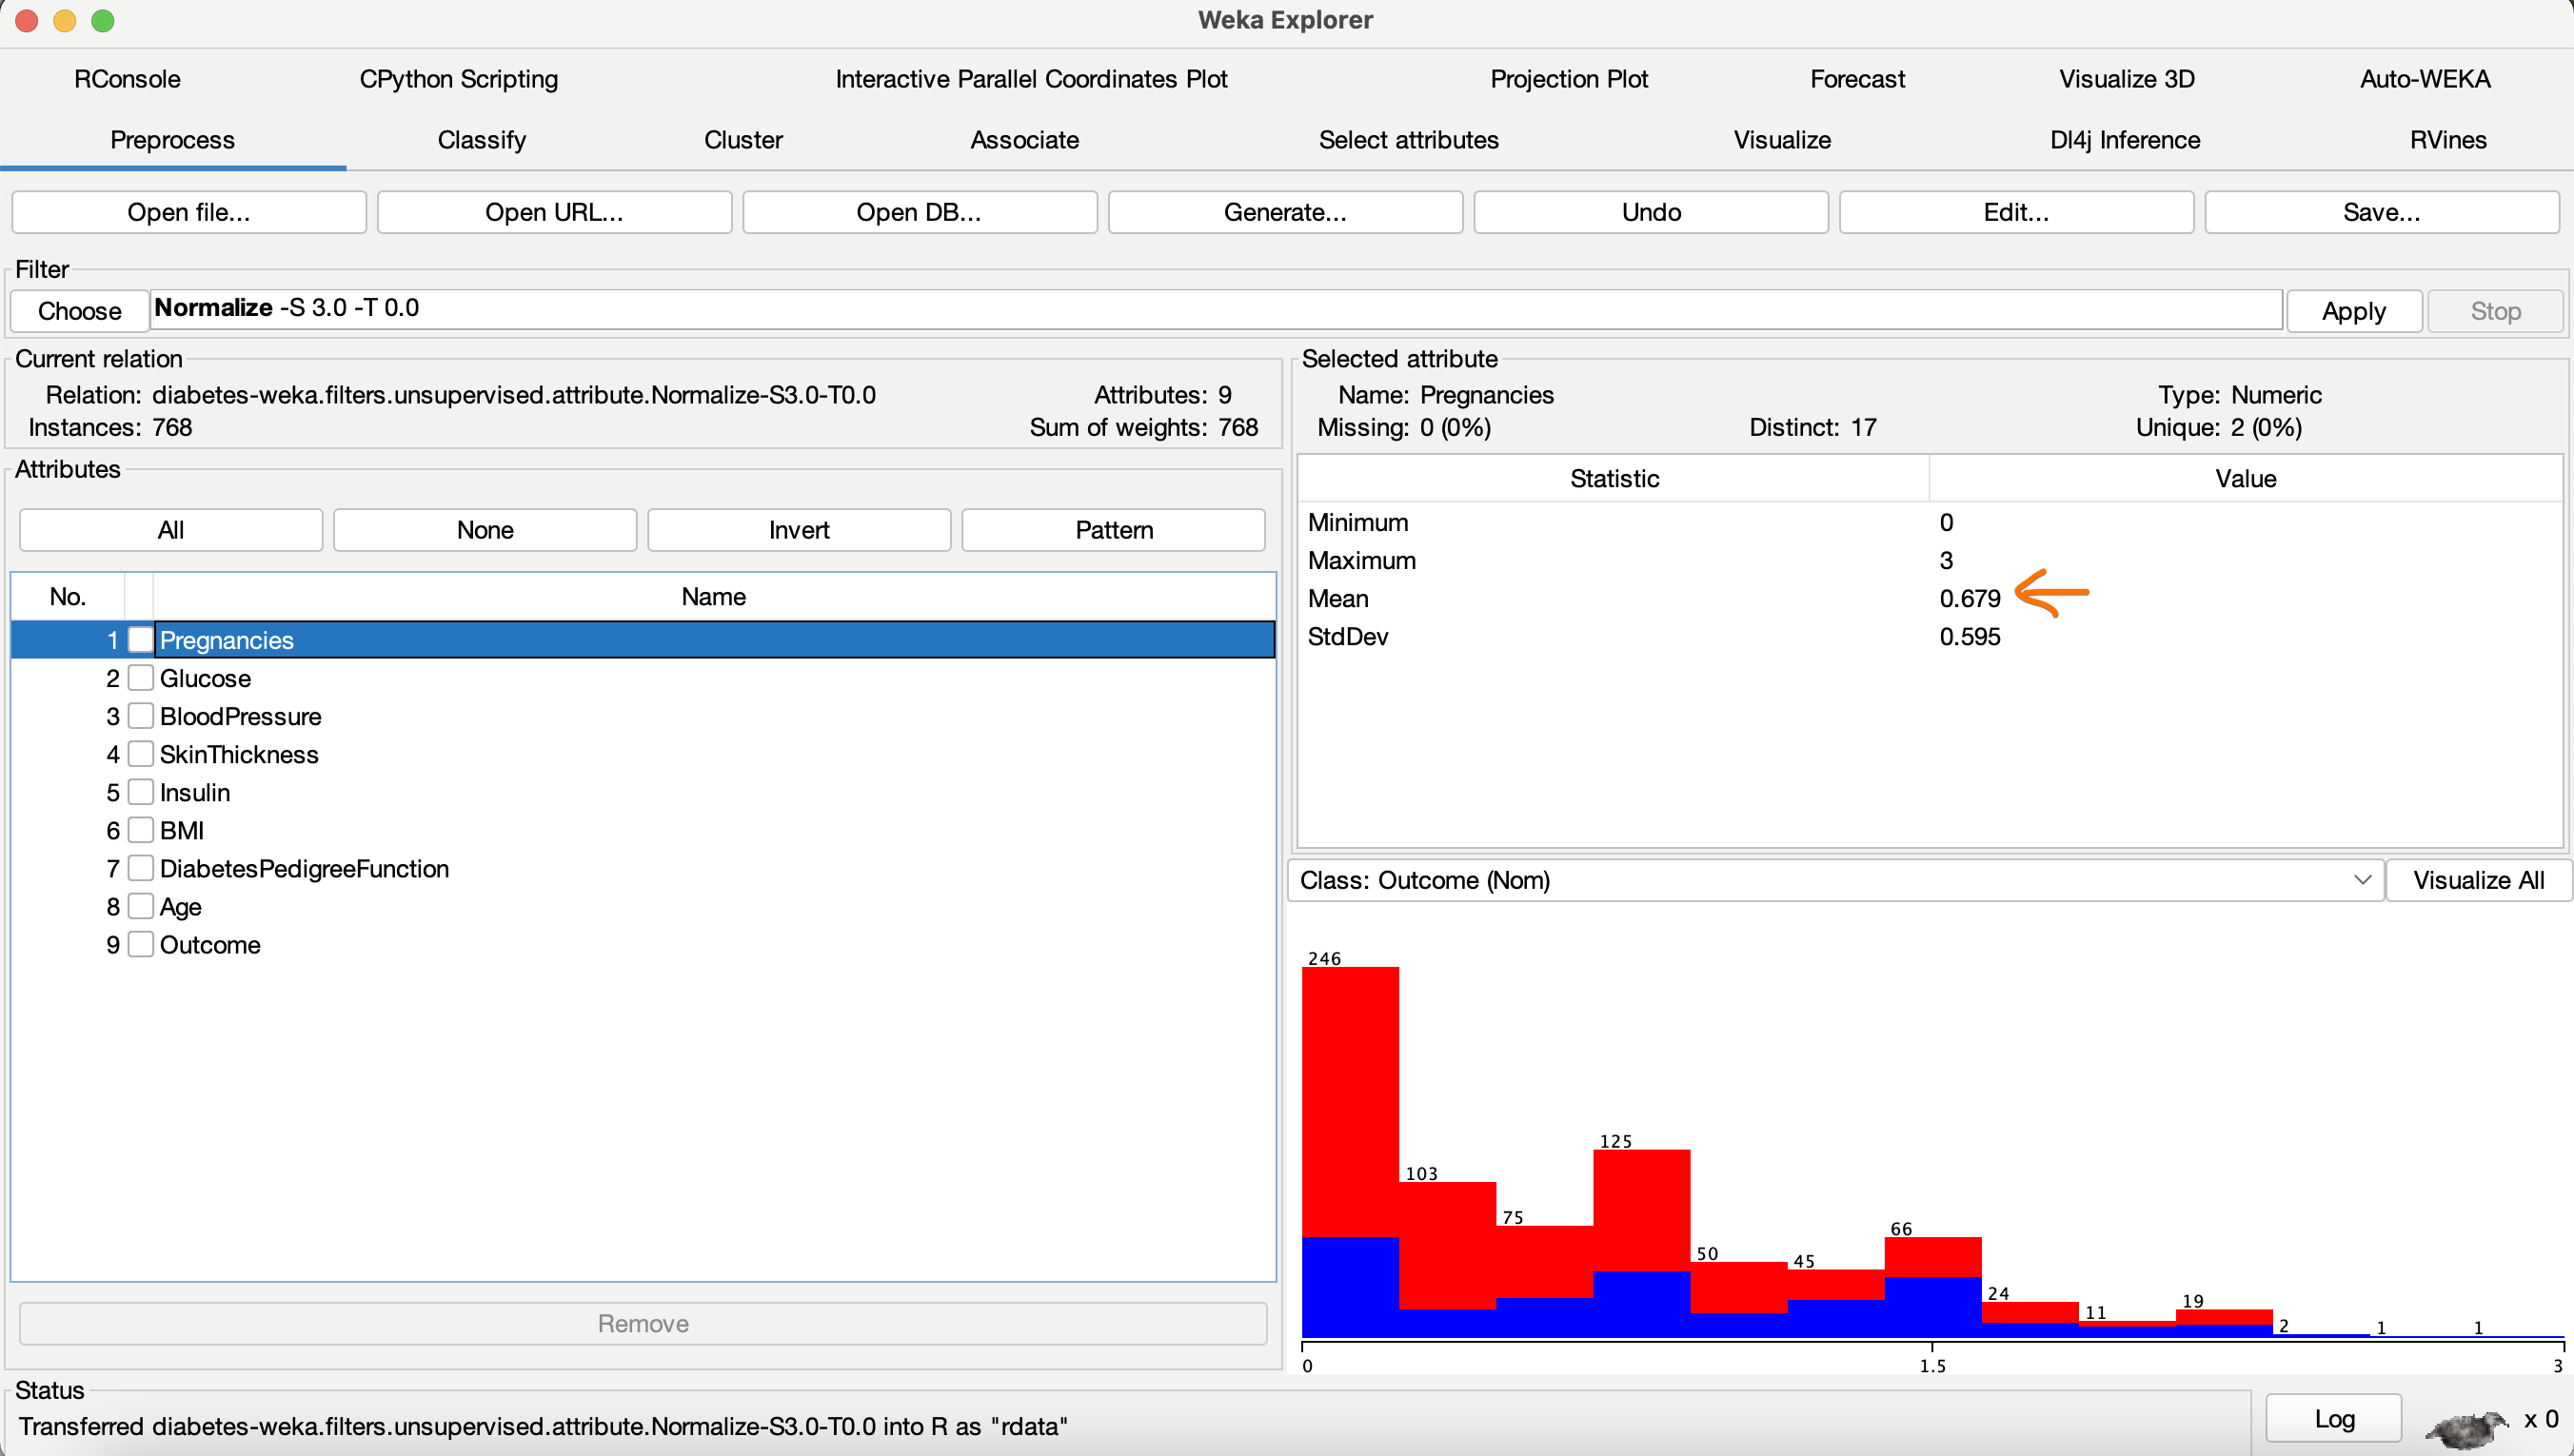 Weka Explorer
RConsole CPython Scripting Interactive Parallel Coordinates Plot Projection Plot Forecast Visualize 3D Auto-WEKA
Preprocess Classify Cluster Associate Select attributes Visualize Dl4j Inference RVines
Open file... Open URL... Open DB... Generate... Undo Edit... Save...
Filter
Choose Normalize -S 3.0 -T 0.0 Apply Stop
Current relation
Relation: diabetes-weka.filters.unsupervised.attribute.Normalize-S3.0-T0.0 Attributes: 9
Instances: 768 Sum of weights: 768
Attributes
All None Invert Pattern
No. Name
1 Pregnancies
2 Glucose
3 BloodPressure
4 SkinThickness
5 Insulin
6 BMI
7 DiabetesPedigreeFunction
8 Age
9 Outcome
Remove
Selected attribute
Name: Pregnancies Type: Numeric
Missing: 0 (0%) Distinct: 17 Unique: 2 (0%)
Statistic Value
Minimum 0
Maximum 3
Mean 0.679
StdDev 0.595
Class: Outcome (Nom) Visualize All
246
125
103
75
66
50
45
24
19
11
2
1
1
0 1.5 3
Status
Transferred diabetes-weka.filters.unsupervised.attribute.Normalize-S3.0-T0.0 into R as "rdata" Log x 0